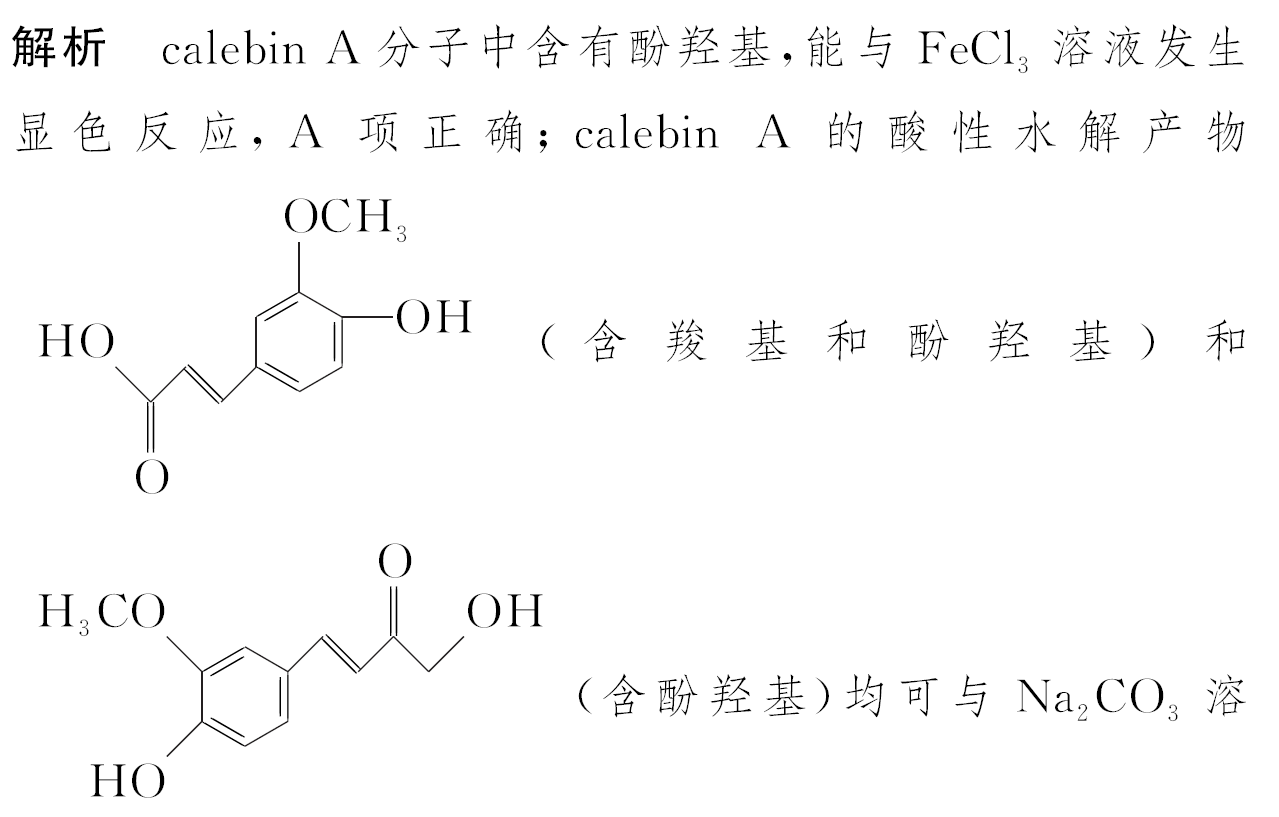 解析 calebin A 分子中含有酚羟基,能与 FeCl₃ 溶液发生
显色反应,A 项正确;calebin A 的酸性水解产物
OCH₃
OH
HO
(含羧基和酚羟基)和
O
O
H₃CO
OH
(含酚羟基)均可与 Na₂CO₃ 溶
HO